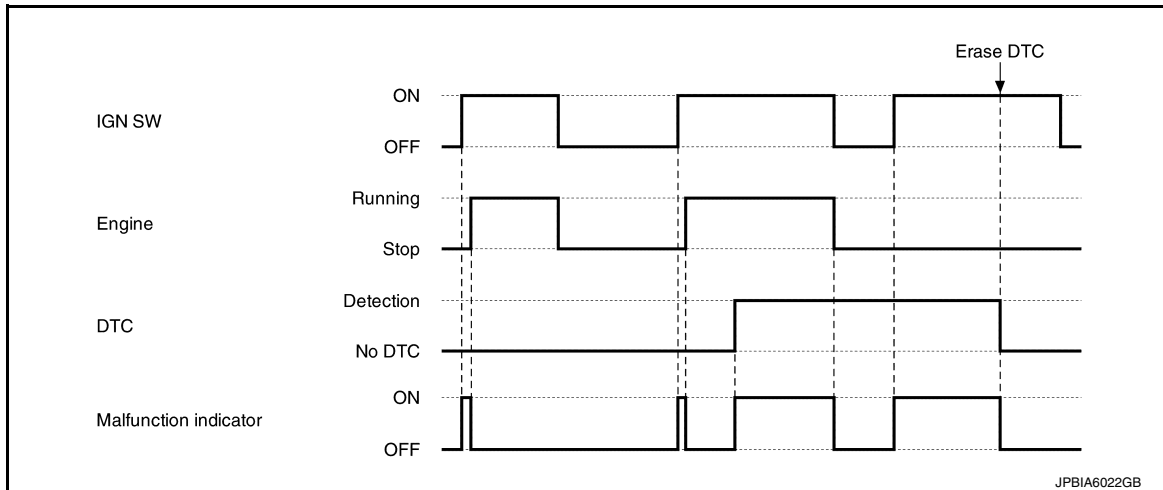 Erase DTC
IGN SW
ON
OFF
Engine
Running
Stop
DTC
Detection
No DTC
Malfunction indicator
ON
OFF
JPBIA6022GB